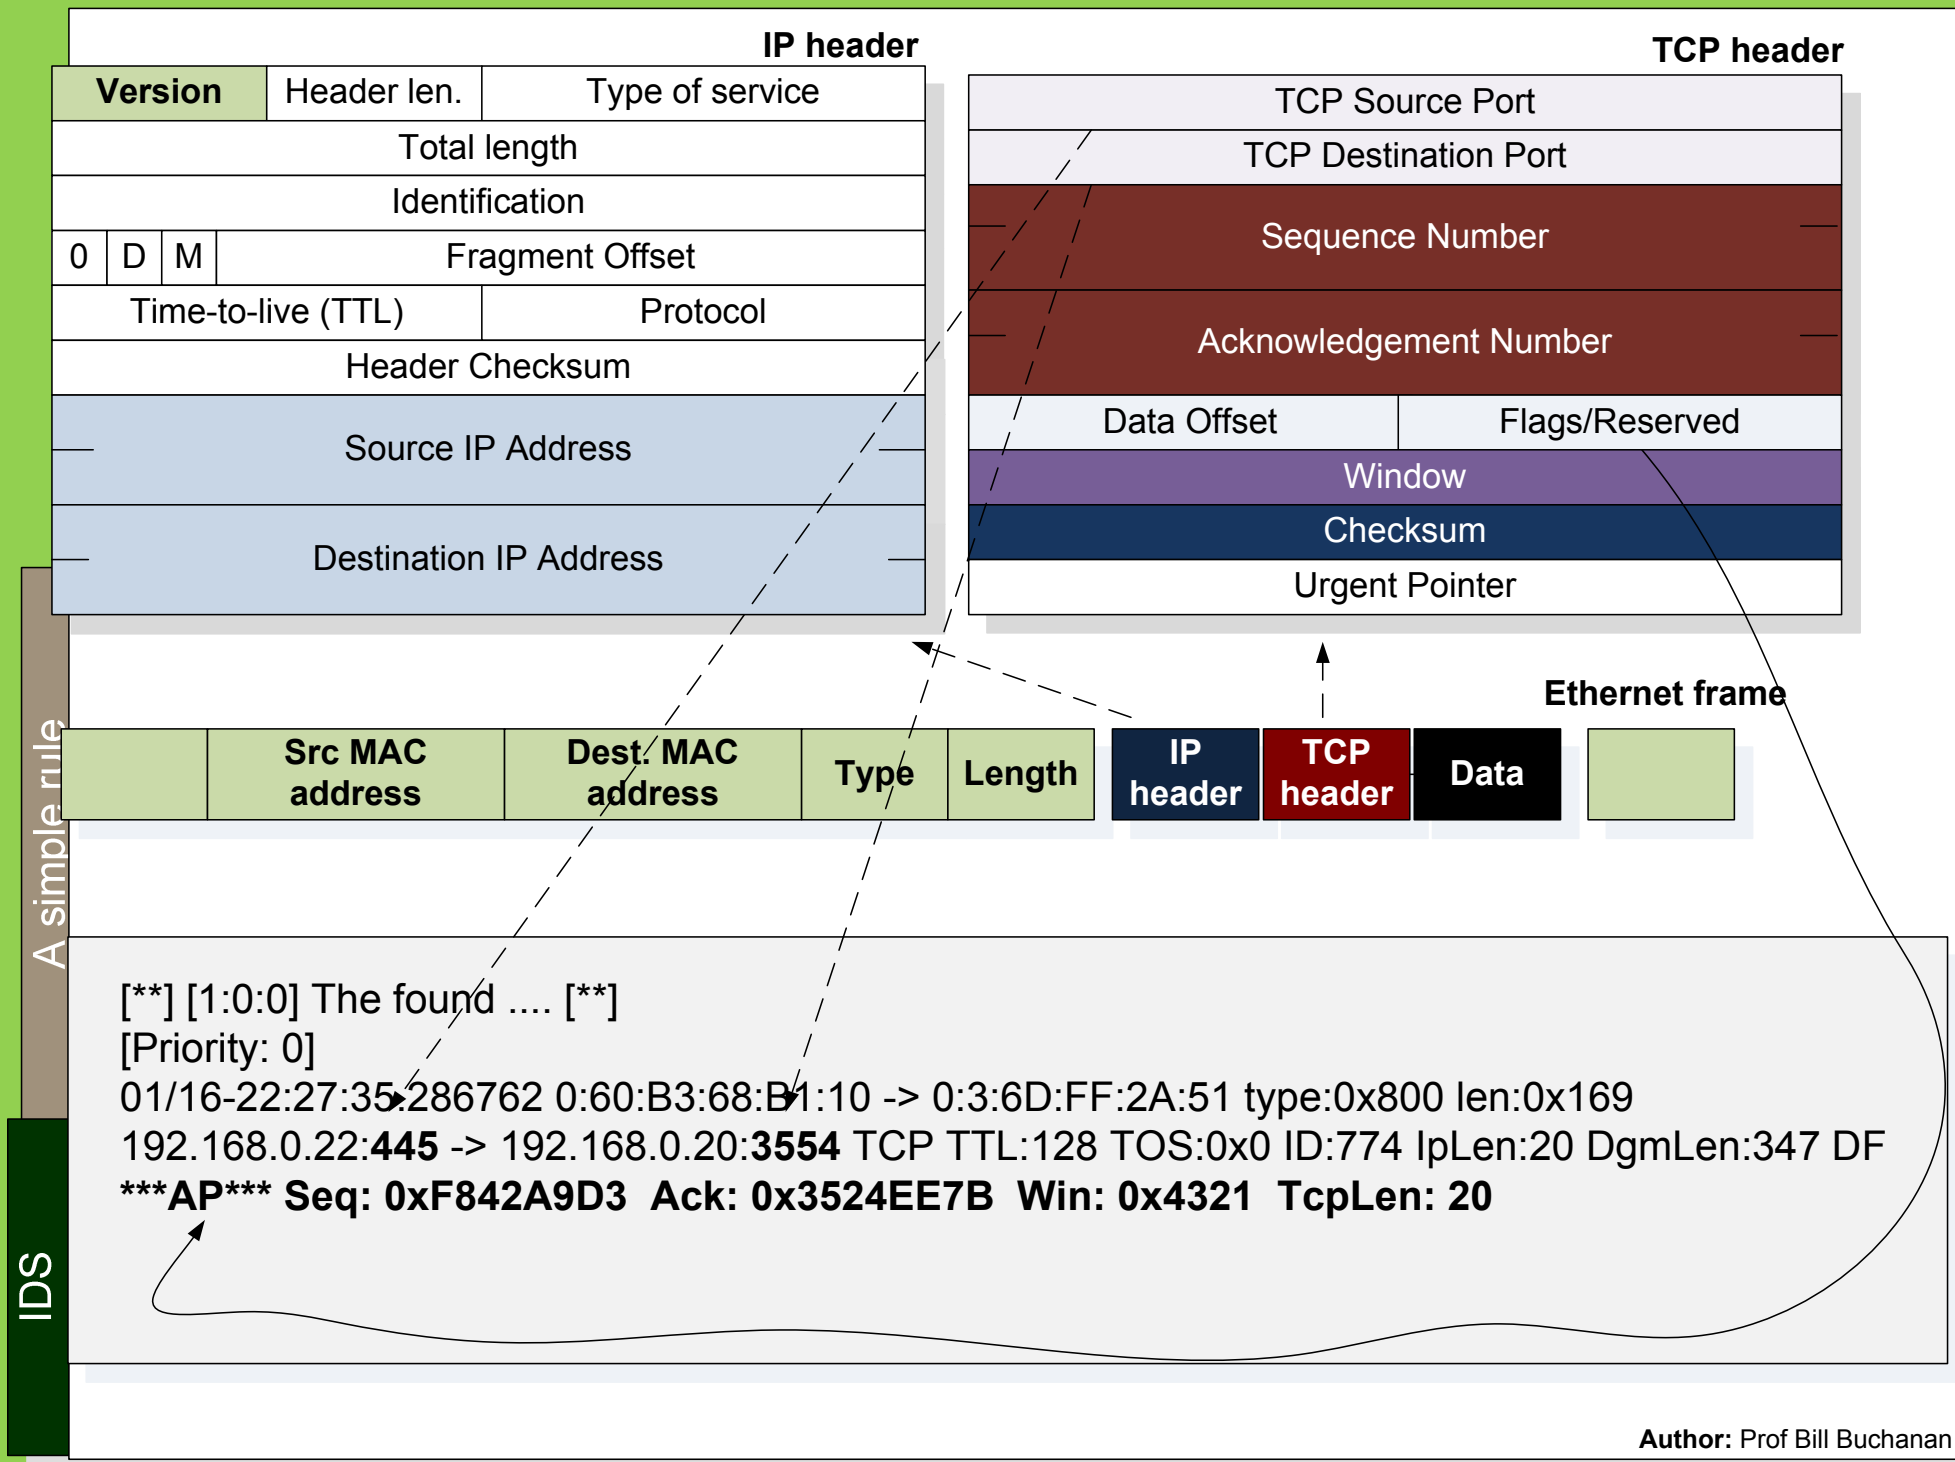 IP header
Version Header len. Type of service
Total length
Identification
0 D M Fragment Offset
Time-to-live (TTL) Protocol
Header Checksum
Source IP Address
Destination IP Address
TCP header
TCP Source Port
TCP Destination Port
Sequence Number
Acknowledgement Number
Data Offset Flags/Reserved
Window
Checksum
Urgent Pointer
Ethernet frame
Src MAC
address
Dest. MAC
address
Type
Length
IP
header
TCP
header
Data
A simple rule
IDS
[**] [1:0:0] The found .... [**]
[Priority: 0]
01/16-22:27:35.286762 0:60:B3:68:B1:10 -> 0:3:6D:FF:2A:51 type:0x800 len:0x169
192.168.0.22:445 -> 192.168.0.20:3554 TCP TTL:128 TOS:0x0 ID:774 IpLen:20 DgmLen:347 DF
***AP*** Seq: 0xF842A9D3 Ack: 0x3524EE7B Win: 0x4321 TcpLen: 20
Author: Prof Bill Buchanan